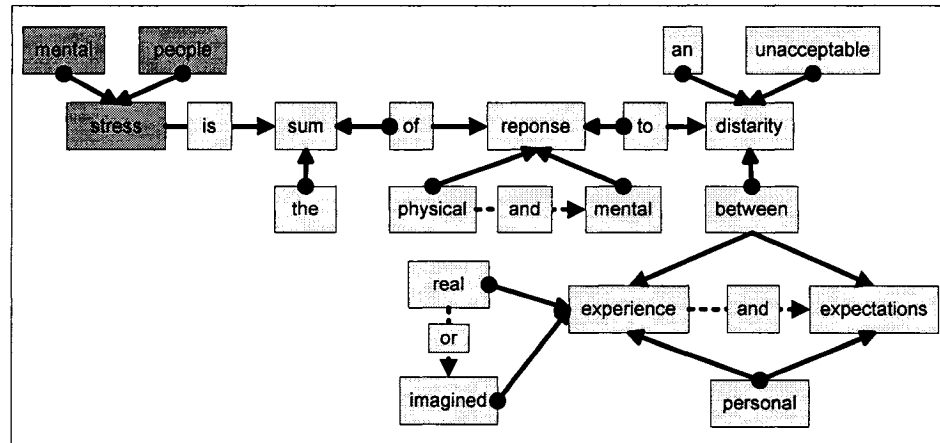 mental people an unacceptable
stress is sum of reponse to distarity
the physical and mental between
real experience and expectations
or
imagined personal